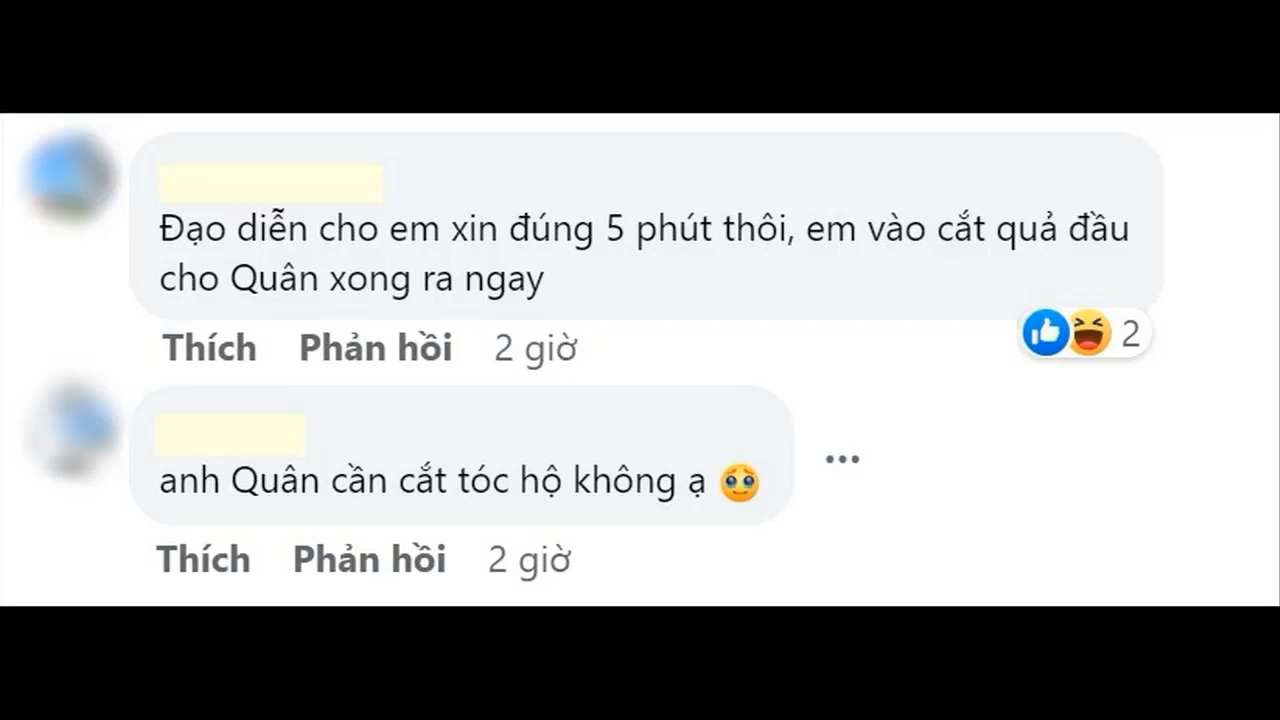 Đạo diễn cho em xin đúng 5 phút thôi, em vào cắt quả đầu
cho Quân xong ra ngay
Thích Phản hồi 2 giờ
2
anh Quân cần cắt tóc hộ không ạ 🥹
Thích Phản hồi 2 giờ